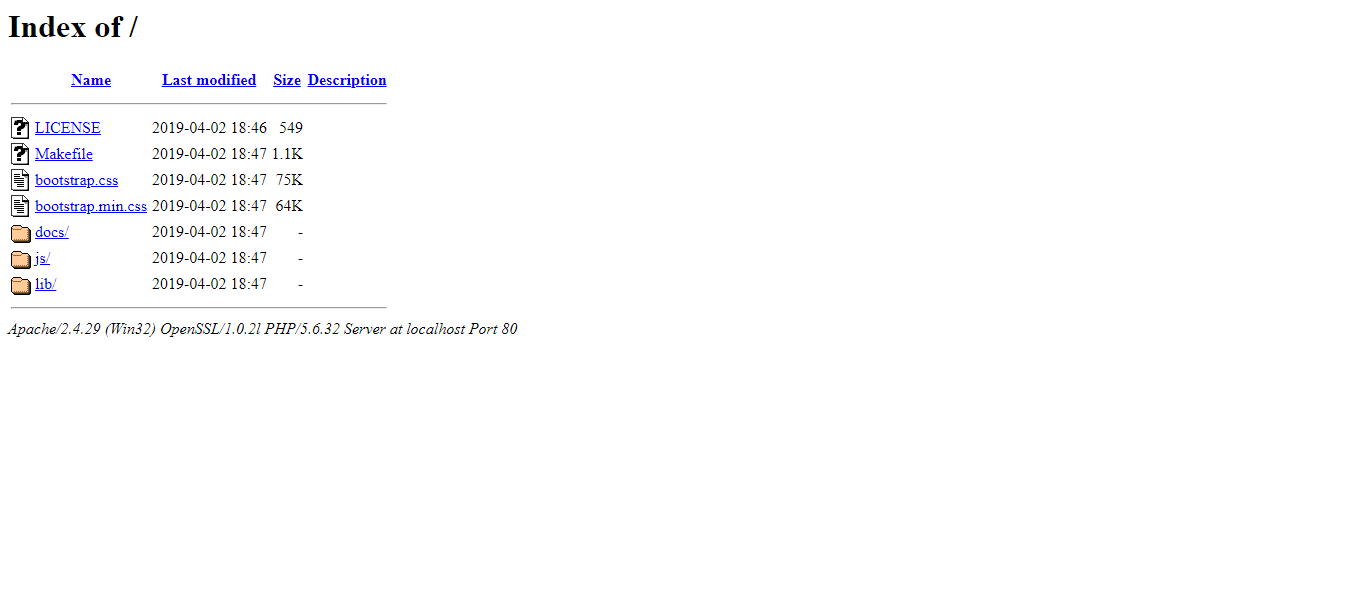 Index of /
Name Last modified Size Description
LICENSE 2019-04-02 18:46 549
Makefile 2019-04-02 18:47 1.1K
bootstrap.css 2019-04-02 18:47 75K
bootstrap.min.css 2019-04-02 18:47 64K
docs/ 2019-04-02 18:47 -
js/ 2019-04-02 18:47 -
lib/ 2019-04-02 18:47 -
Apache/2.4.29 (Win32) OpenSSL/1.0.2l PHP/5.6.32 Server at localhost Port 80